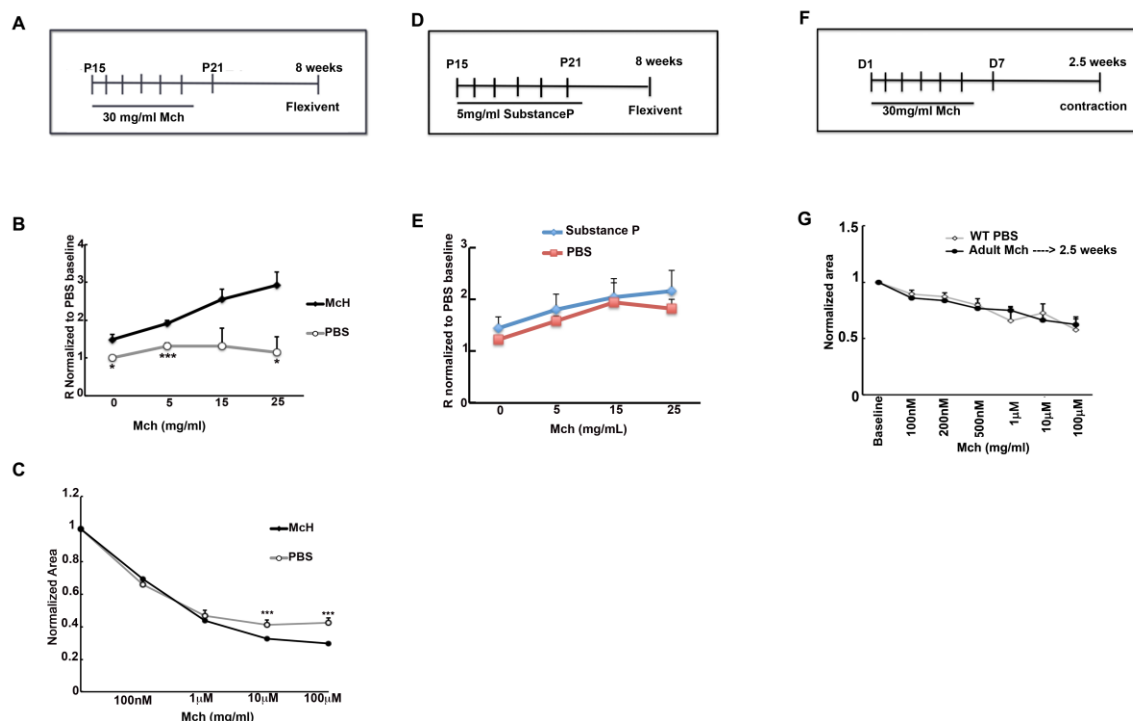 A
P15
P21
8 weeks
30 mg/ml Mch
Flexivent
D
P15
P21
8 weeks
5mg/ml SubstanceP
Flexivent
F
D1
D7
2.5 weeks
30mg/ml Mch
contraction
B
R Normalized to PBS baseline
4
3
2
1
0
McH
PBS
*
***
*
0
5
15
25
Mch (mg/ml)
E
R normalized to PBS baseline
3
2
1
0
Substance P
PBS
0
5
15
25
Mch (mg/mL)
G
Normalized area
1.5
1
0.5
0
WT PBS
Adult Mch ----> 2.5 weeks
Baseline
100nM
200nM
500nM
1µM
10µM
100µM
Mch (mg/ml)
C
Normalized Area
1.2
1
0.8
0.6
0.4
0.2
0
McH
PBS
***
***
100nM
1µM
10µM
100µM
Mch (mg/ml)